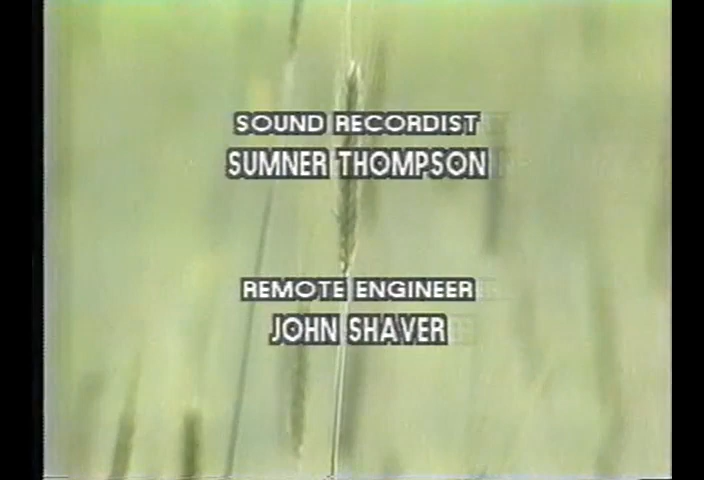 SOUND RECORDIST
SUMNER THOMPSON
REMOTE ENGINEER
JOHN SHAVER